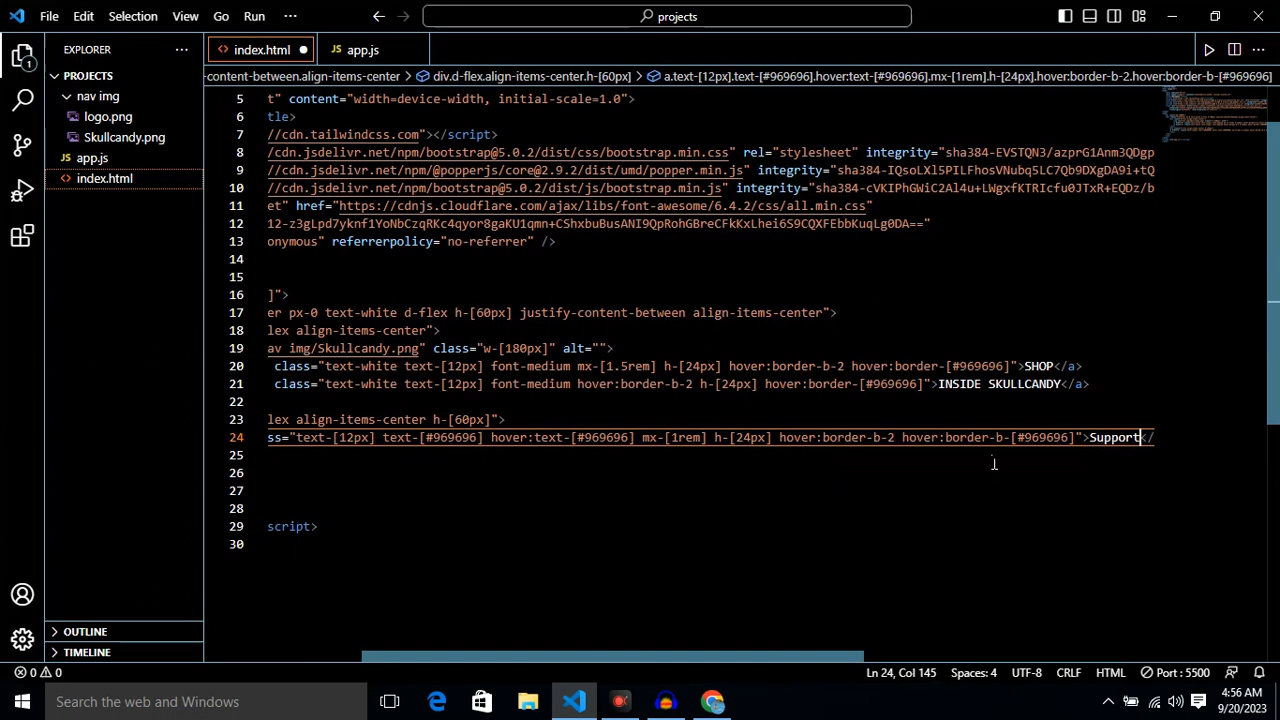 File Edit Selection View Go Run ··· projects
EXPLORER ···
index.html
JS app.js
-content-between.align-items-center > div.d-flex.align-items-center.h-[60px] > a.text-[12px].text-[#969696].hover:text-[#969696].mx-[1rem].h-[24px].hover:border-b-2.hover:border-b-[#969696]
PROJECTS
nav img
logo.png
Skullcandy.png
JS app.js
index.html
1
5 t" content="width=device-width, initial-scale=1.0">
6 tle>
7 //cdn.tailwindcss.com"></script>
8 /cdn.jsdelivr.net/npm/bootstrap@5.0.2/dist/css/bootstrap.min.css" rel="stylesheet" integrity="sha384-EVSTQN3/azprG1Anm3QDgp
9 //cdn.jsdelivr.net/npm/@popperjs/core@2.9.2/dist/umd/popper.min.js" integrity="sha384-IQsoLXl5PILFhosVNubq5LC7Qb9DXgDA9i+tQ
10 //cdn.jsdelivr.net/npm/bootstrap@5.0.2/dist/js/bootstrap.min.js" integrity="sha384-cVKIPhGWiC2Al4u+LWgxfKTRIcfu0JTxR+EQDz/b
11 et" href="https://cdnjs.cloudflare.com/ajax/libs/font-awesome/6.4.2/css/all.min.css"
12 12-z3gLpd7yknf1YoNbCzqRKc4qyor8gaKU1qmn+CShxbuBusANI9QpRohGBreCFkKxLhei6S9CQXFEbbKuqLg0DA=="
13 onymous" referrerpolicy="no-referrer" />
14
15
16 ]">
17 er px-0 text-white d-flex h-[60px] justify-content-between align-items-center">
18 lex align-items-center">
19 av img/Skullcandy.png" class="w-[180px]" alt="">
20 class="text-white text-[12px] font-medium mx-[1.5rem] h-[24px] hover:border-b-2 hover:border-[#969696]">SHOP</a>
21 class="text-white text-[12px] font-medium hover:border-b-2 h-[24px] hover:border-[#969696]">INSIDE SKULLCANDY</a>
22
23 lex align-items-center h-[60px]">
24 ss="text-[12px] text-[#969696] hover:text-[#969696] mx-[1rem] h-[24px] hover:border-b-2 hover:border-b-[#969696]">Support</
25
26
27
28
29 script>
30
OUTLINE
TIMELINE
0 0 Ln 24, Col 145 Spaces: 4 UTF-8 CRLF HTML Port : 5500
Search the web and Windows
4:56 AM
9/20/2023